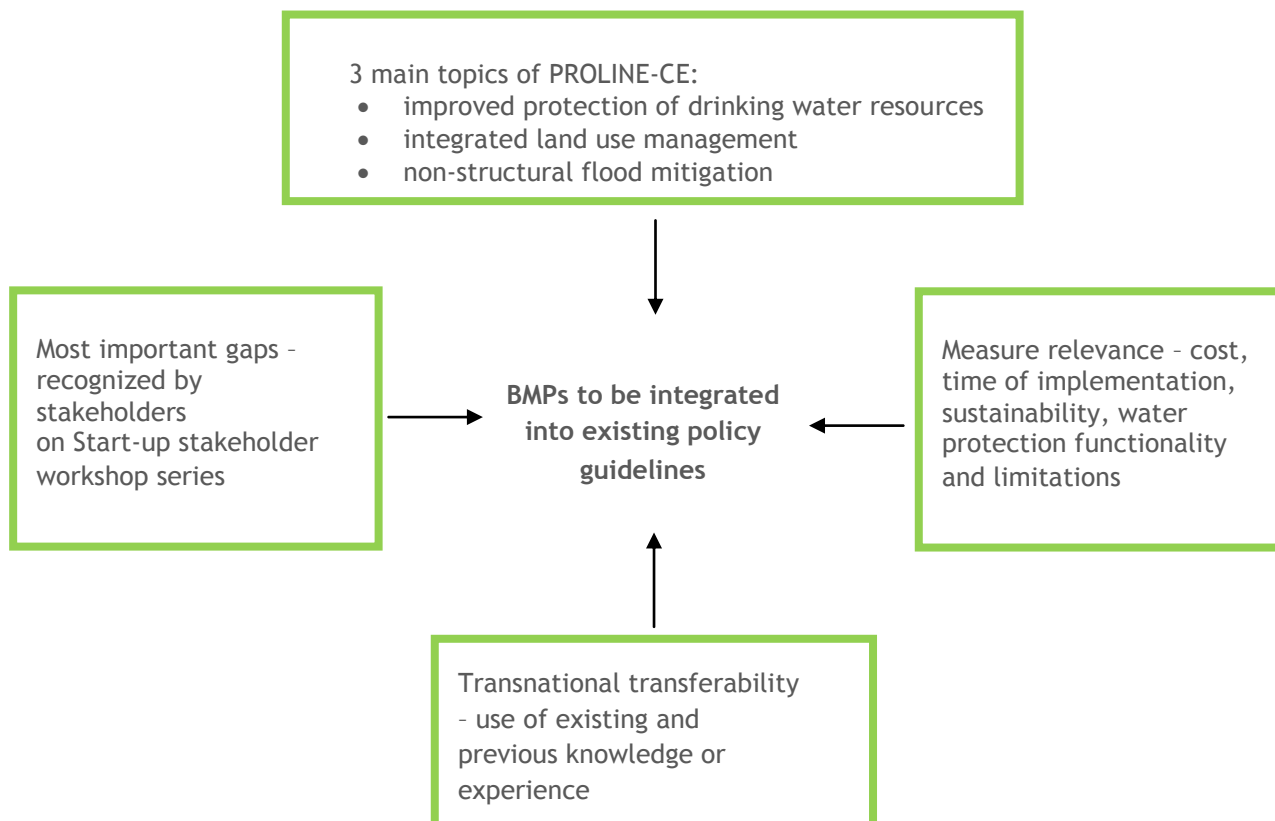 3 main topics of PROLINE-CE:
• improved protection of drinking water resources
• integrated land use management
• non-structural flood mitigation
Most important gaps –
recognized by
stakeholders
on Start-up stakeholder
workshop series
BMPs to be integrated
into existing policy
guidelines
Measure relevance – cost,
time of implementation,
sustainability, water
protection functionality
and limitations
Transnational transferability
– use of existing and
previous knowledge or
experience